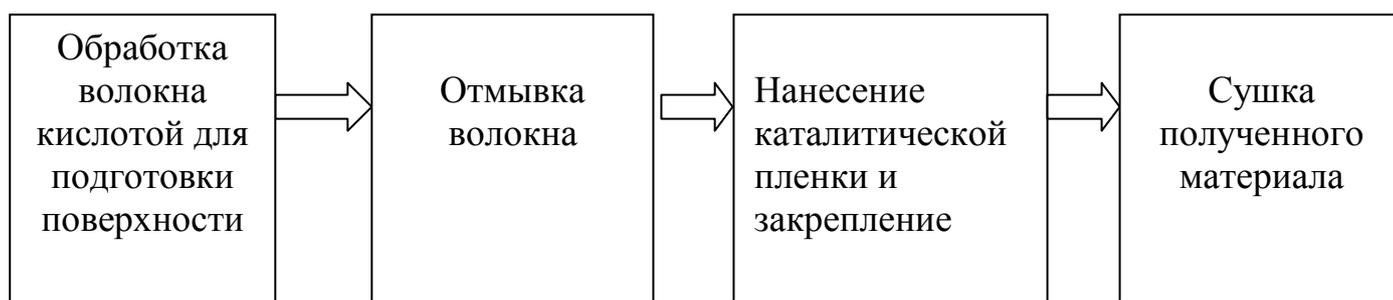 Обработка
волокна
кислотой для
подготовки
поверхности
Отмывка
волокна
Нанесение
каталитической
пленки и
закрепление
Сушка
полученного
материала